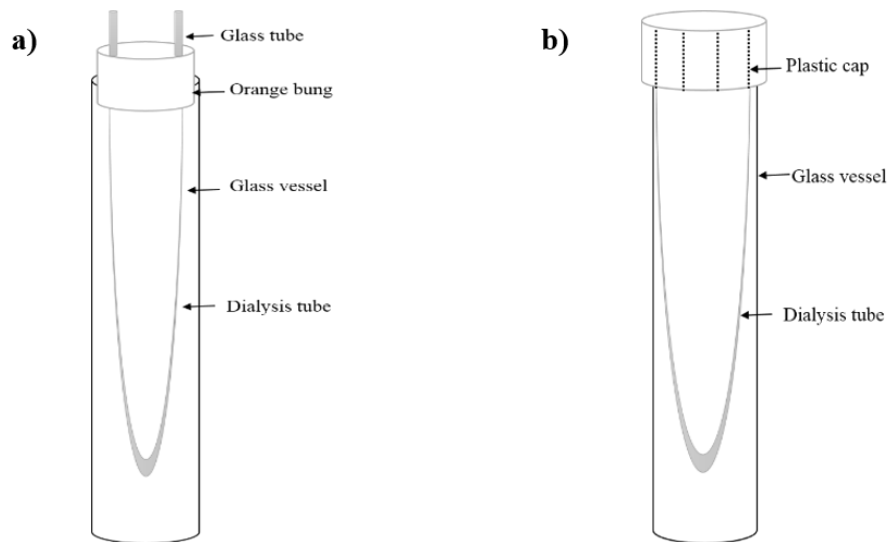 a)
Glass tube
Orange bung
Glass vessel
Dialysis tube
b)
Plastic cap
Glass vessel
Dialysis tube